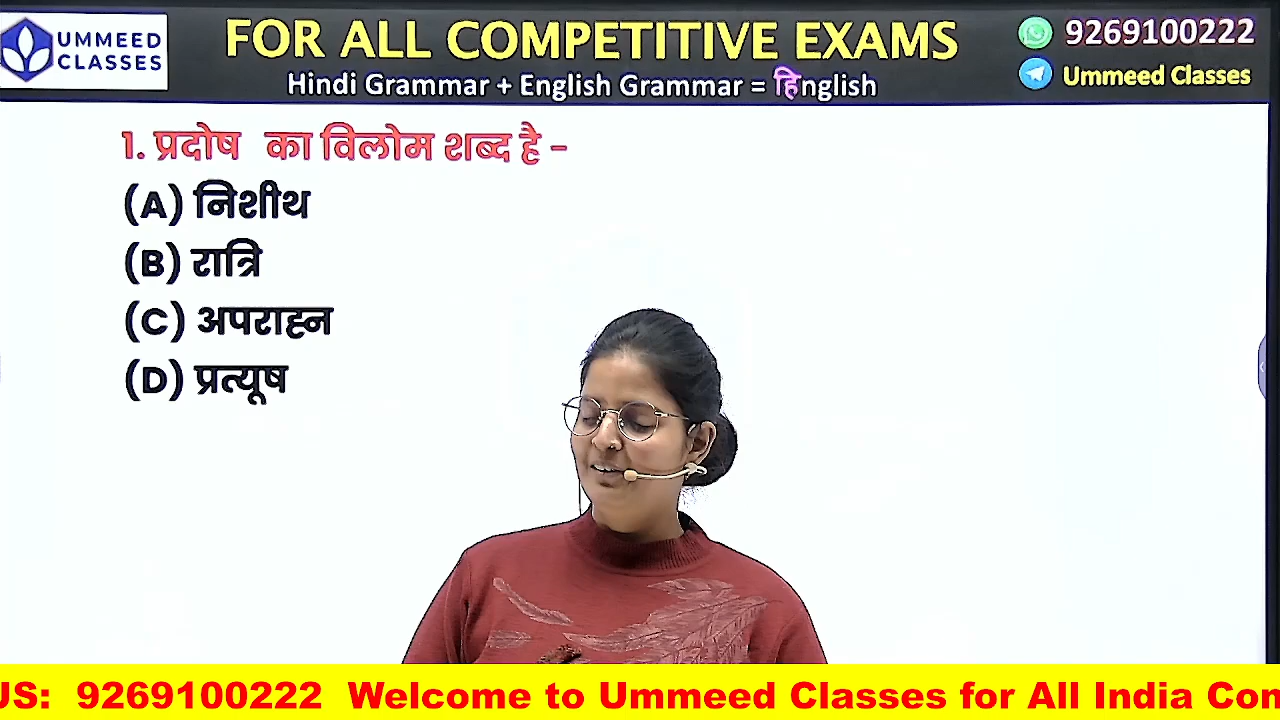 UMMEED
CLASSES
FOR ALL COMPETITIVE EXAMS
Hindi Grammar + English Grammar = हिnglish
9269100222
Ummeed Classes
1. प्रदोष का विलोम शब्द है -
(A) निशीथ
(B) रात्रि
(C) अपराह्न
(D) प्रत्यूष
US: 9269100222 Welcome to Ummeed Classes for All India Con